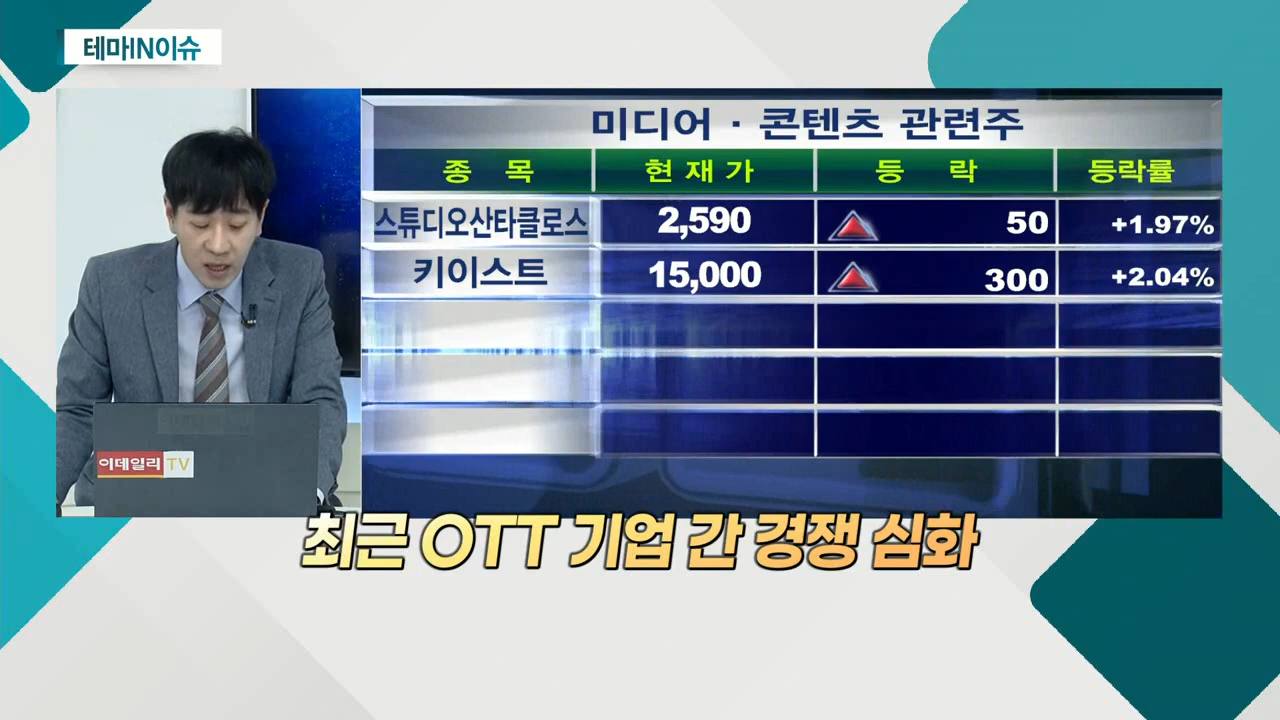 테마IN이슈
미디어 · 콘텐츠 관련주
종 목 현 재 가 등 락 등락률
스튜디오산타클로스 2,590 ▲ 50 +1.97%
키이스트 15,000 ▲ 300 +2.04%
이데일리 TV
최근 OTT 기업 간 경쟁 심화